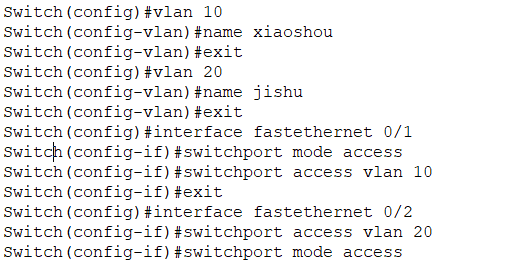 Switch(config)#vlan 10
Switch(config-vlan)#name xiaoshou
Switch(config-vlan)#exit
Switch(config)#vlan 20
Switch(config-vlan)#name jishu
Switch(config-vlan)#exit
Switch(config)#interface fastethernet 0/1
Switch(config-if)#switchport mode access
Switch(config-if)#switchport access vlan 10
Switch(config-if)#exit
Switch(config)#interface fastethernet 0/2
Switch(config-if)#switchport access vlan 20
Switch(config-if)#switchport mode access